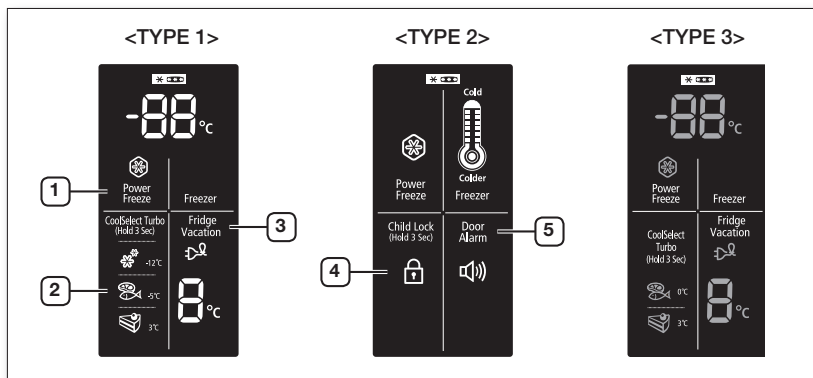 <TYPE 1>
-88°C
Power
Freeze
Freezer
CoolSelect Turbo
(Hold 3 Sec)
Fridge
Vacation
-12℃
-5℃
3℃
8°C
1
2
3
<TYPE 2>
Cold
Colder
Power
Freeze
Freezer
Child Lock
(Hold 3 Sec)
Door
Alarm
4
5
<TYPE 3>
-88°C
Power
Freeze
Freezer
CoolSelect
Turbo
(Hold 3 Sec)
Fridge
Vacation
0℃
3℃
8°C